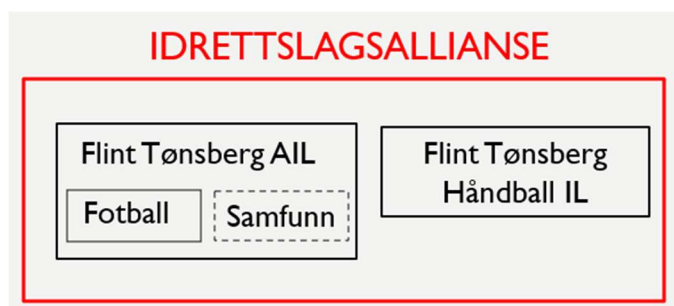 IDRETTSLAGSALLIANSE
Flint Tønsberg AIL
Fotball
Samfunn
Flint Tønsberg
Håndball IL